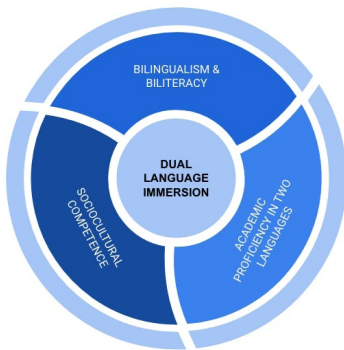 BILINGUALISM &
BILITERACY
DUAL
LANGUAGE
IMMERSION
SOCIOCULTURAL
COMPETENCE
ACADEMIC
PROFICIENCY IN TWO
LANGUAGES